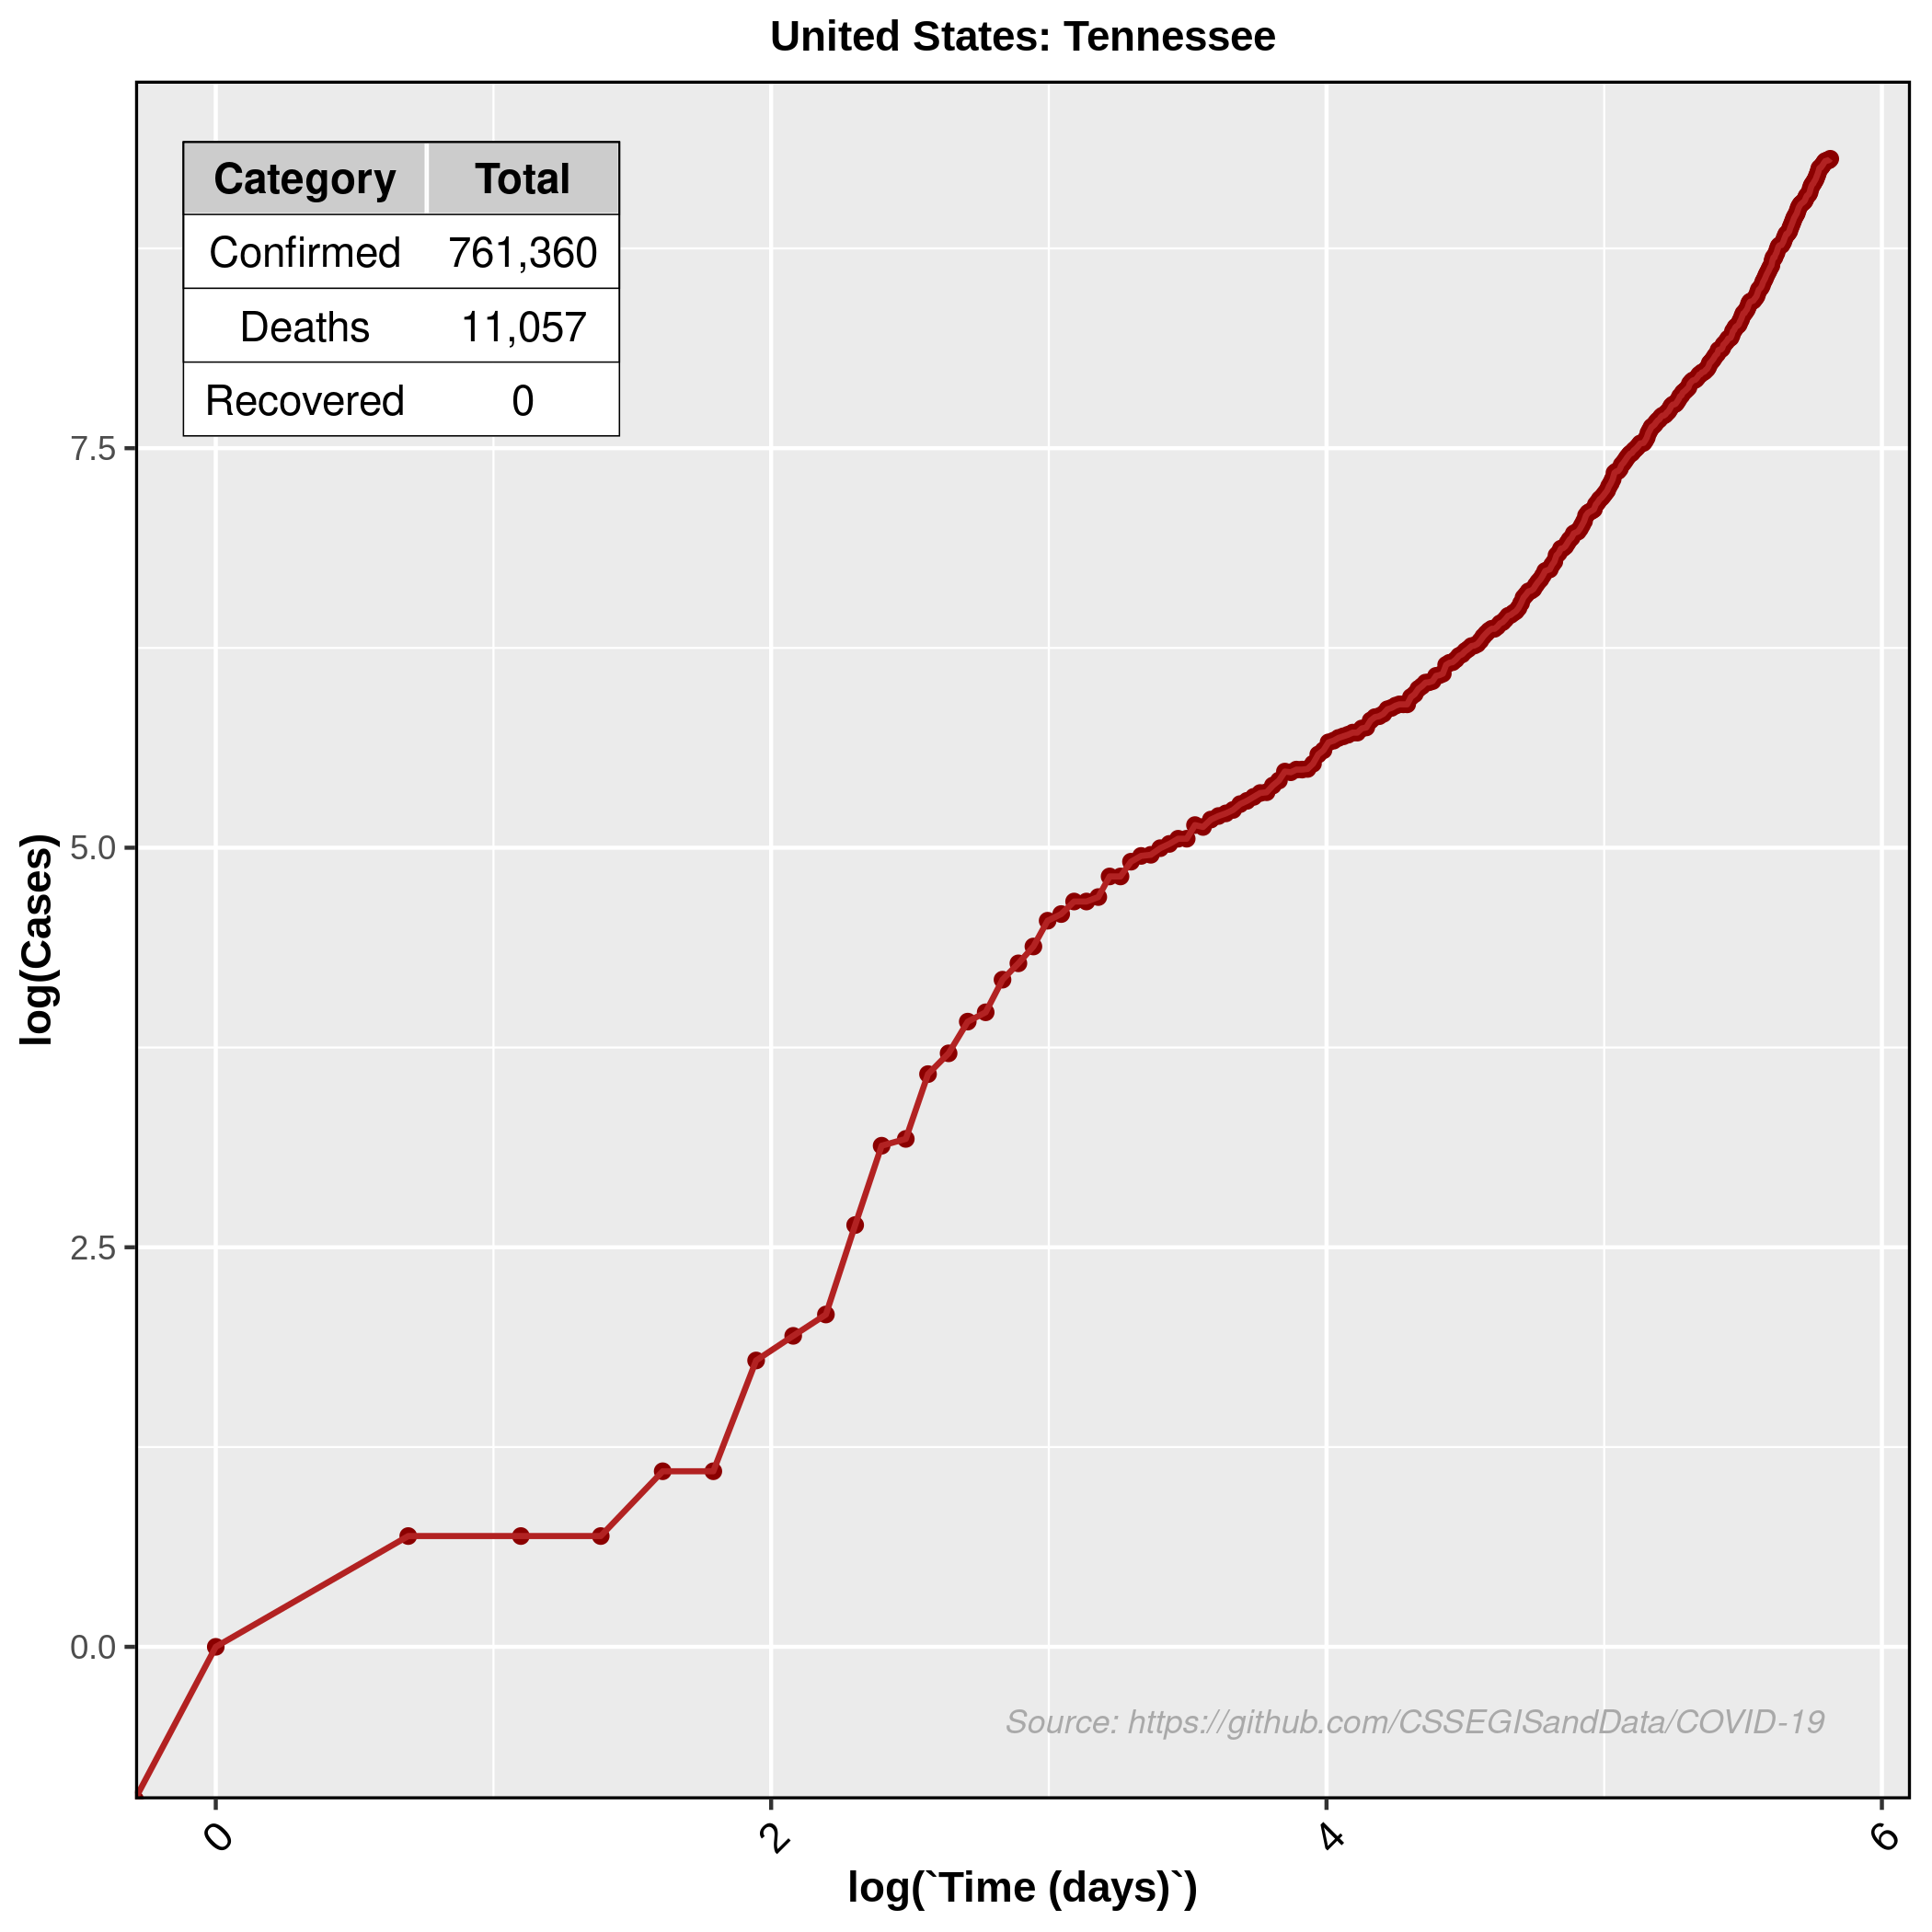 United States: Tennessee
Category Total
Confirmed 761,360
Deaths 11,057
Recovered 0
7.5
5.0
2.5
0.0
log(Cases)
Source: https://github.com/CSSEGISandData/COVID-19
0 2 4 6
log(`Time (days)`)